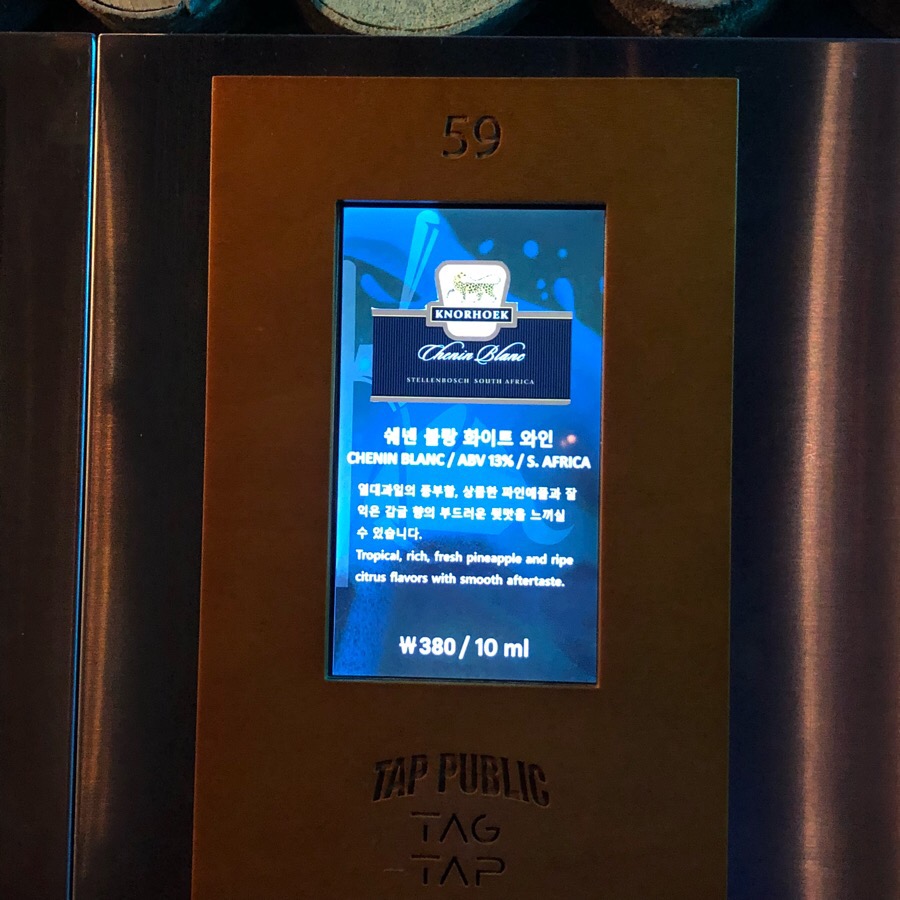 59
KNORHOEK
Chenin Blanc
STELLENBOSCH SOUTH AFRICA
쉐넨 블랑 화이트 와인
CHENIN BLANC / ABV 13% / S. AFRICA
열대과일의 풍부함, 상큼한 파인애플과 잘
익은 감귤 향의 부드러운 뒷맛을 느끼실
수 있습니다.
Tropical, rich, fresh pineapple and ripe
citrus flavors with smooth aftertaste.
₩380 / 10 ml
TAP PUBLIC
TAG
TAP